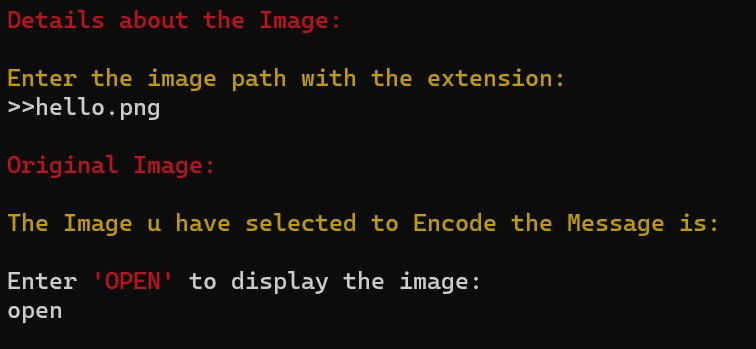 Details about the Image:
Enter the image path with the extension:
>>hello.png
Original Image:
The Image u have selected to Encode the Message is:
Enter 'OPEN' to display the image:
open